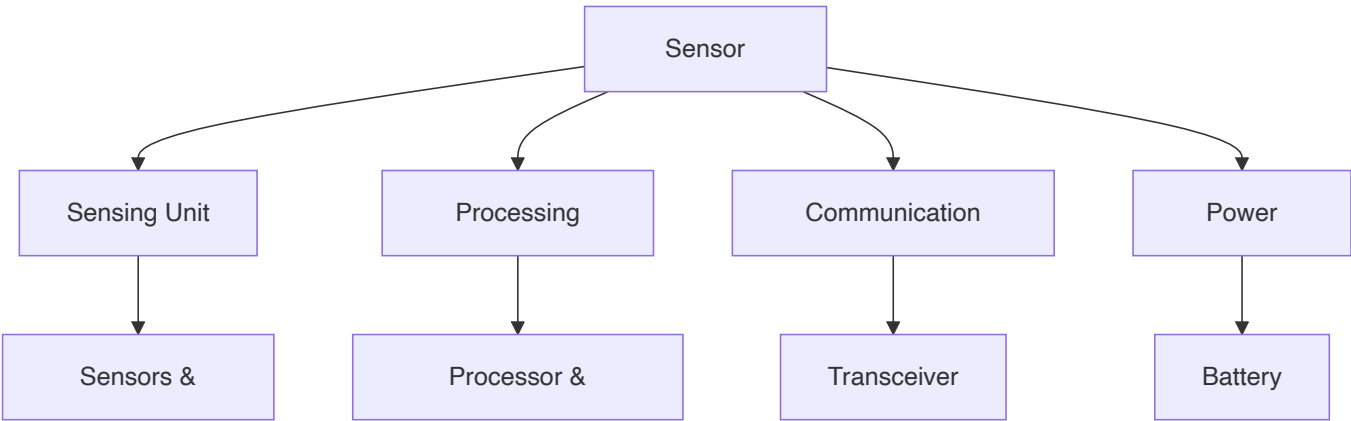 Sensor
Sensing Unit
Processing
Communication
Power
Sensors &
Processor &
Transceiver
Battery